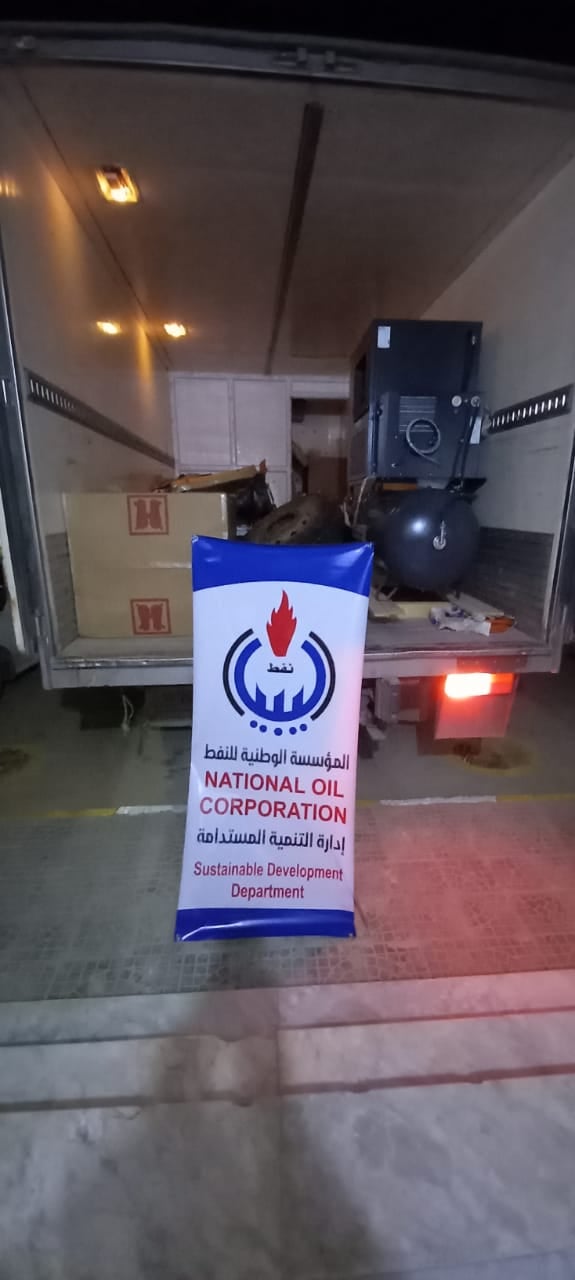 نفط
المؤسسة الوطنية للنفط
NATIONAL OIL
CORPORATION
إدارة التنمية المستدامة
Sustainable Development
Department